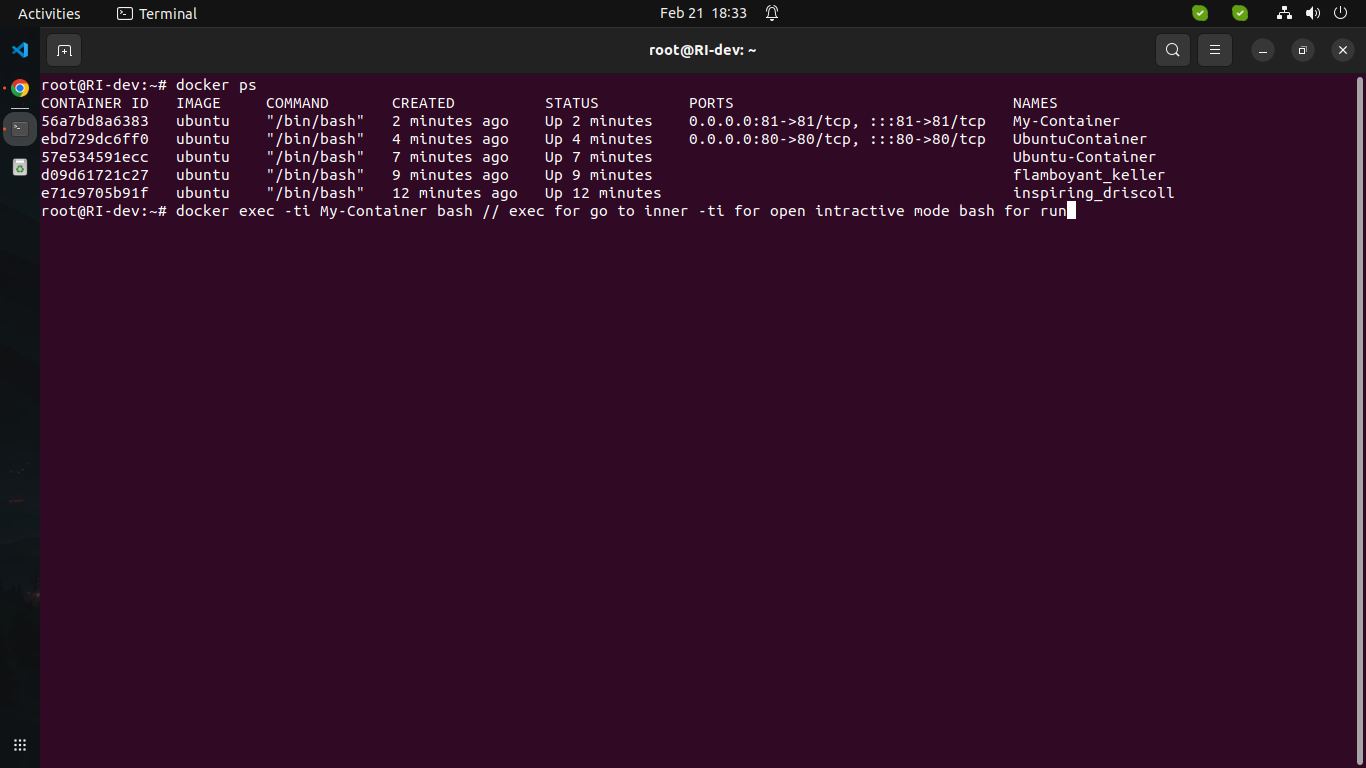 Activities Terminal Feb 21 18:33
root@RI-dev: ~
root@RI-dev:~# docker ps
CONTAINER ID   IMAGE     COMMAND       CREATED          STATUS          PORTS                               NAMES
56a7bd8a6383   ubuntu    "/bin/bash"   2 minutes ago    Up 2 minutes    0.0.0.0:81->81/tcp, :::81->81/tcp   My-Container
ebd729dc6ff0   ubuntu    "/bin/bash"   4 minutes ago    Up 4 minutes    0.0.0.0:80->80/tcp, :::80->80/tcp   UbuntuContainer
57e534591ecc   ubuntu    "/bin/bash"   7 minutes ago    Up 7 minutes                                        Ubuntu-Container
d09d61721c27   ubuntu    "/bin/bash"   9 minutes ago    Up 9 minutes                                        flamboyant_keller
e71c9705b91f   ubuntu    "/bin/bash"   12 minutes ago   Up 12 minutes                                       inspiring_driscoll
root@RI-dev:~# docker exec -ti My-Container bash // exec for go to inner -ti for open intractive mode bash for run